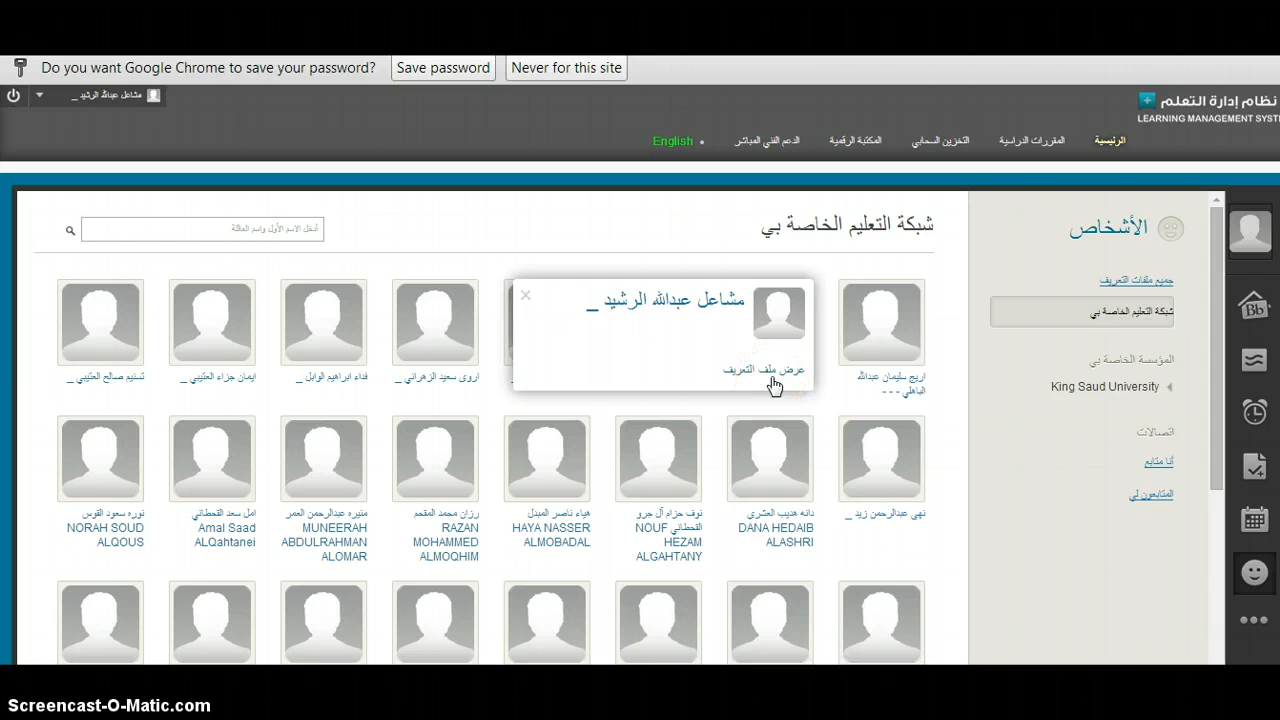 Do you want Google Chrome to save your password? Save password Never for this site
مشاعل عبدالله الرشيد _
نظام إدارة التعلم
LEARNING MANAGEMENT SYST
الرئيسية المقررات الدراسية التخزين السحابي المكتبة الرقمية الدعم الفني المباشر English
الأشخاص
جميع ملفات التعريف
شبكة التعليم الخاصة بي
المؤسسة الخاصة بي
King Saud University
اتصالات
أنا متابع
المتابعون لي
شبكة التعليم الخاصة بي
أدخل الاسم الأول واسم العائلة
مشاعل عبدالله الرشيد _
عرض ملف التعريف
اريج سليمان عبدالله
الباهلي - - -
اروى سعيد الزهراني _
فداء ابراهيم الوابل _
ايمان جزاء العتيبي _
تسنيم صالح العتيبي _
نهى عبدالرحمن زيد _
دانه هديب العشري
DANA HEDAIB
ALASHRI
نوف حزام آل جرو
القحطاني NOUF
HEZAM
ALGAHTANY
هياء ناصر المبدل
HAYA NASSER
ALMOBADAL
رزان محمد المقحم
RAZAN
MOHAMMED
ALMOQHIM
منيره عبدالرحمن العمر
MUNEERAH
ABDULRAHMAN
ALOMAR
امل سعد القحطاني
Amal Saad
ALQahtanei
نوره سعود القوس
NORAH SOUD
ALQOUS
Bb
Screencast-O-Matic.com